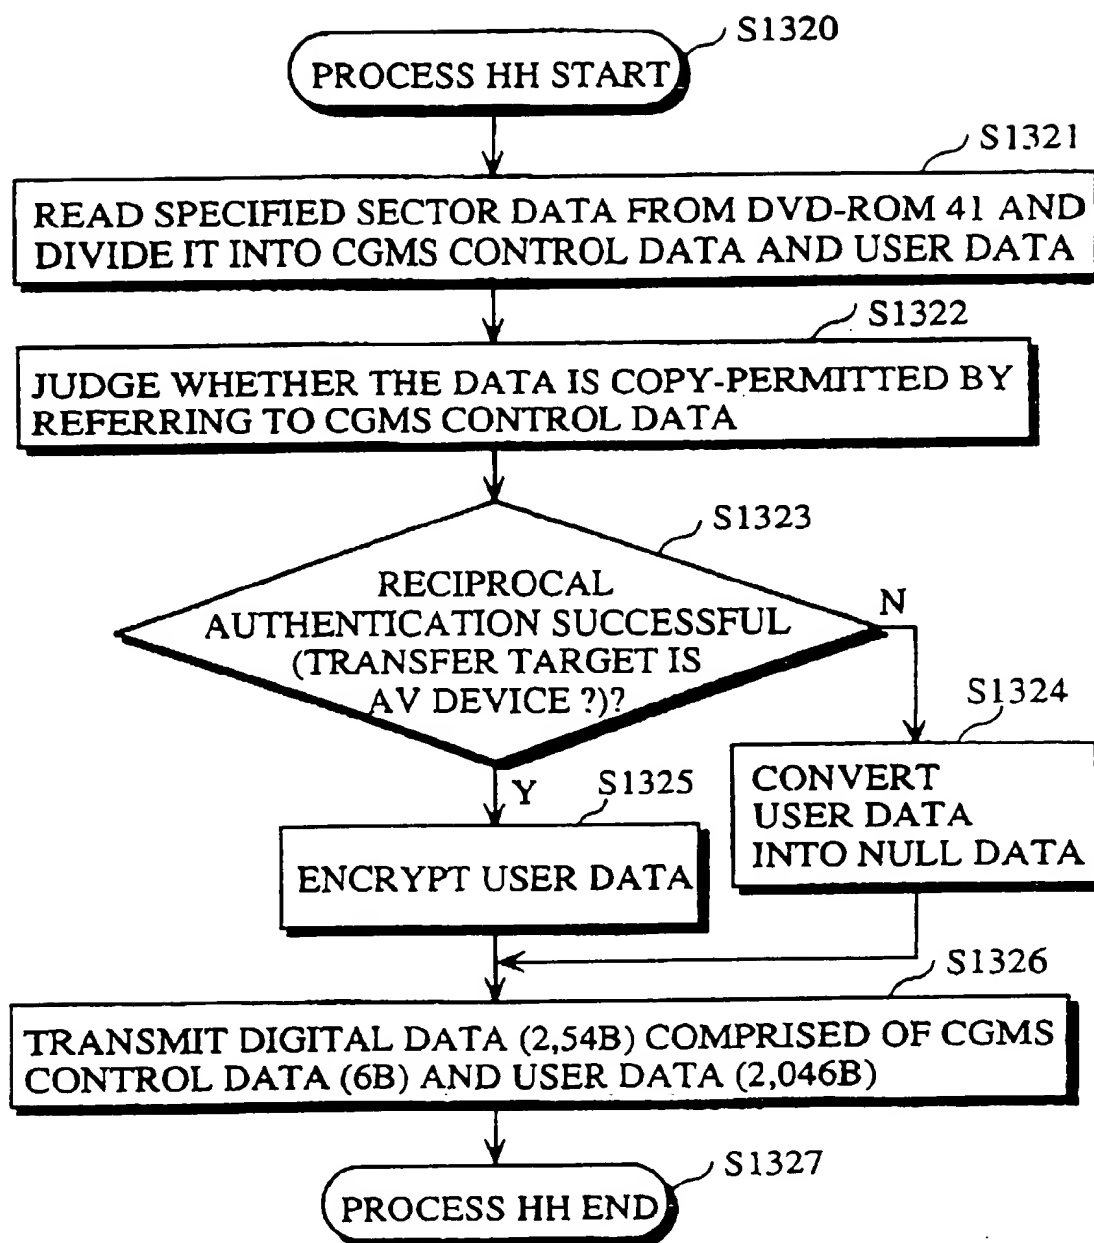 S1320
PROCESS HH START
S1321
READ SPECIFIED SECTOR DATA FROM DVD-ROM 41 AND
DIVIDE IT INTO CGMS CONTROL DATA AND USER DATA
S1322
JUDGE WHETHER THE DATA IS COPY-PERMITTED BY
REFERRING TO CGMS CONTROL DATA
S1323
RECIPROCAL
AUTHENTICATION SUCCESSFUL
(TRANSFER TARGET IS
AV DEVICE ?)?
N
Y
S1324
CONVERT
USER DATA
INTO NULL DATA
S1325
ENCRYPT USER DATA
S1326
TRANSMIT DIGITAL DATA (2,54B) COMPRISED OF CGMS
CONTROL DATA (6B) AND USER DATA (2,046B)
S1327
PROCESS HH END